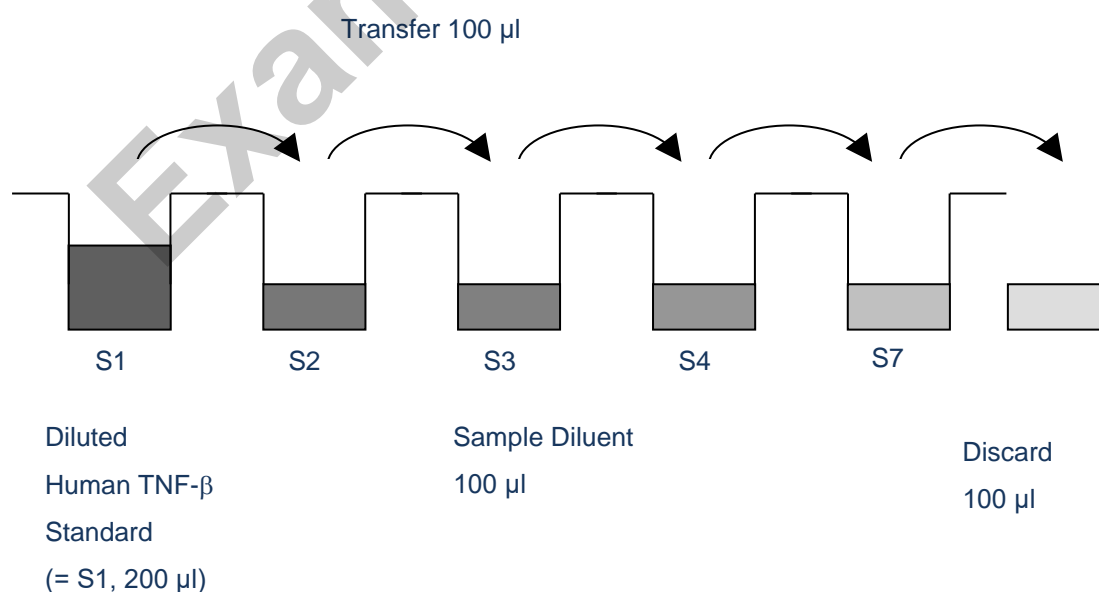 Transfer 100 µl
Exam
S1
S2
S3
S4
S7
Diluted
Human TNF-β
Standard
(= S1, 200 µl)
Sample Diluent
100 µl
Discard
100 µl